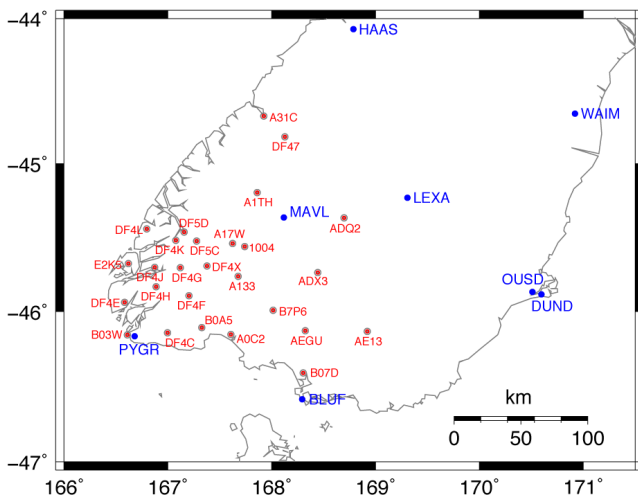 −44°
HAAS
A31C
WAIM
DF47
−45°
A1TH
LEXA
MAVL
ADQ2
DF4L
DF5D
A17W
DF4K
DF5C
1004
E2K5
DF4J
DF4G
DF4X
ADX3
A133
DF4H
OUSD
DF4E
DF4F
DUND
−46°
B7P6
B0A5
B03W
A0C2
AEGU
AE13
PYGR
DF4C
B07D
BLUF
km
0 50 100
−47°
166° 167° 168° 169° 170° 171°